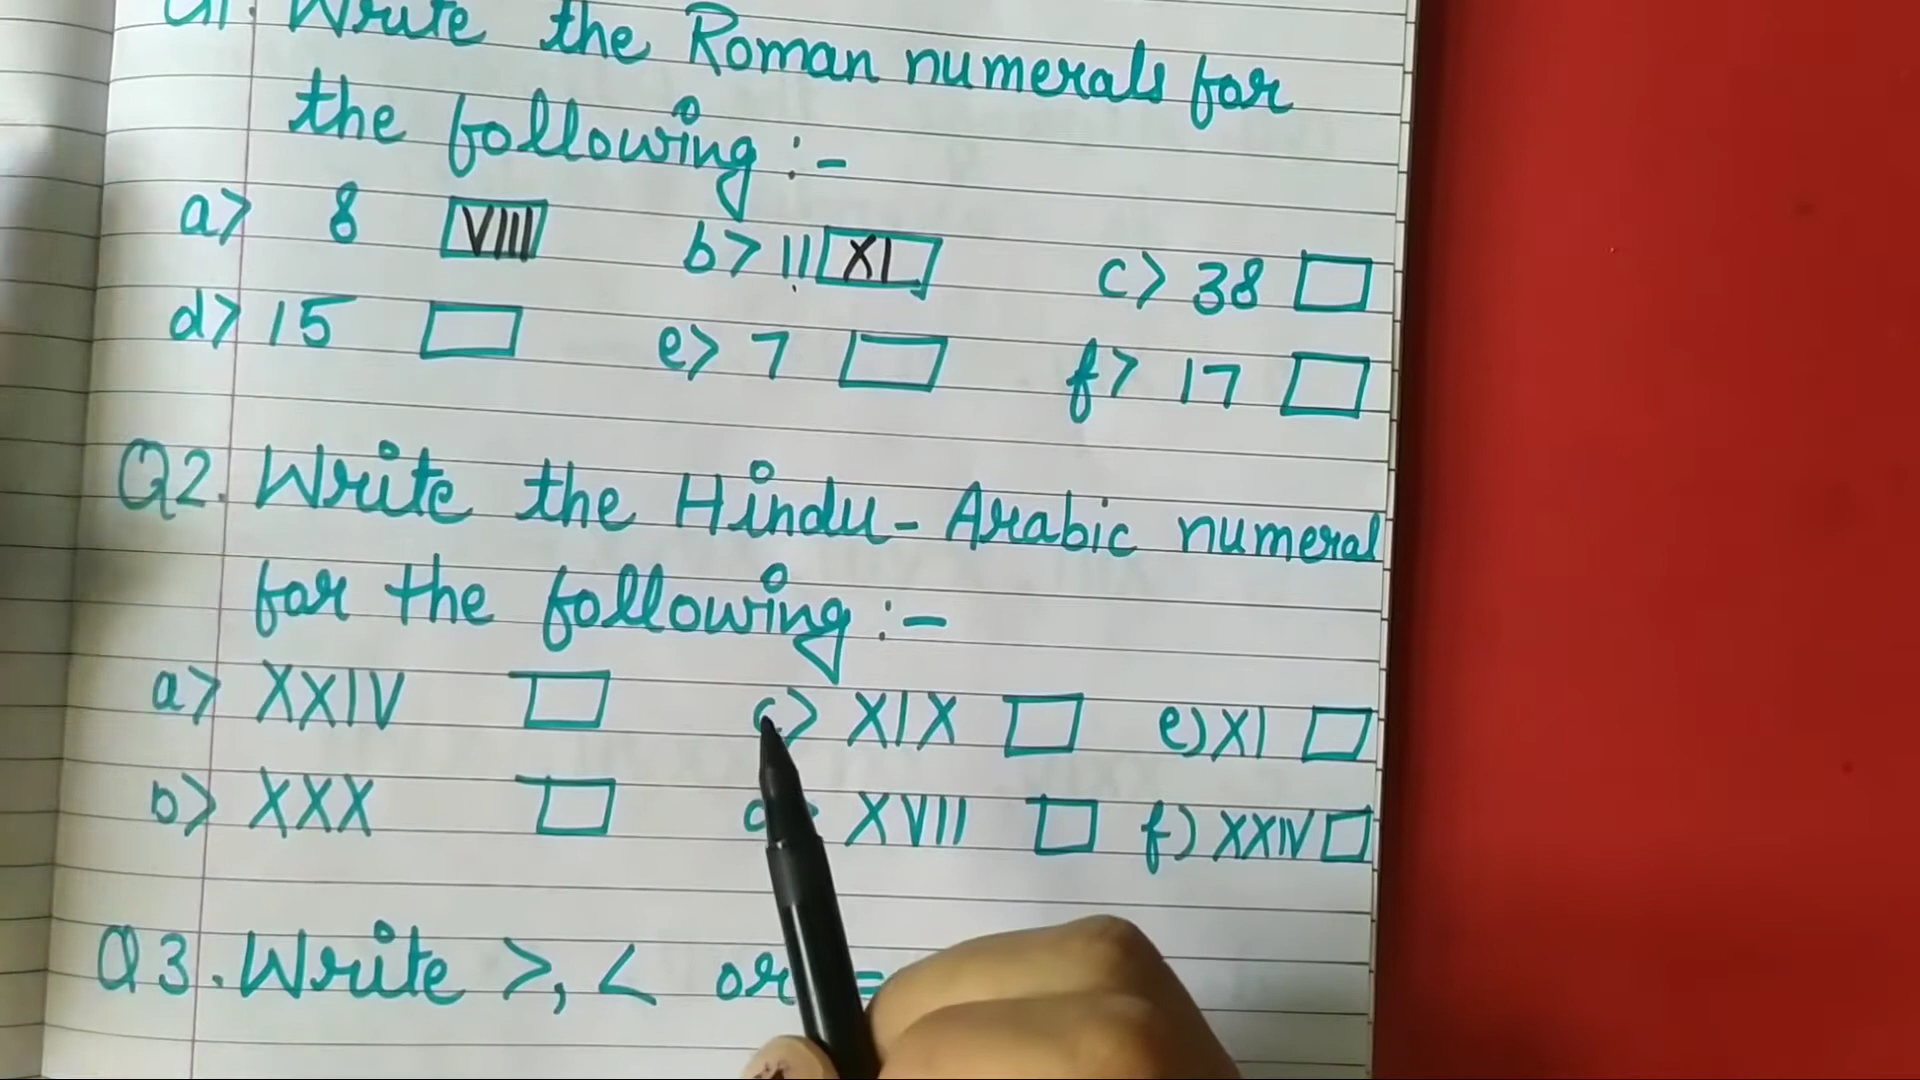 Q1. Write the Roman numerals for
the following :-
a> 8 VIII b> 11 XI c> 38
d> 15 e> 7 f> 17
Q2. Write the Hindu-Arabic numeral
for the following :-
a> XXIV c> XIX e) XI
b> XXX d> XVII f) XXIV
Q3. Write >, < or =